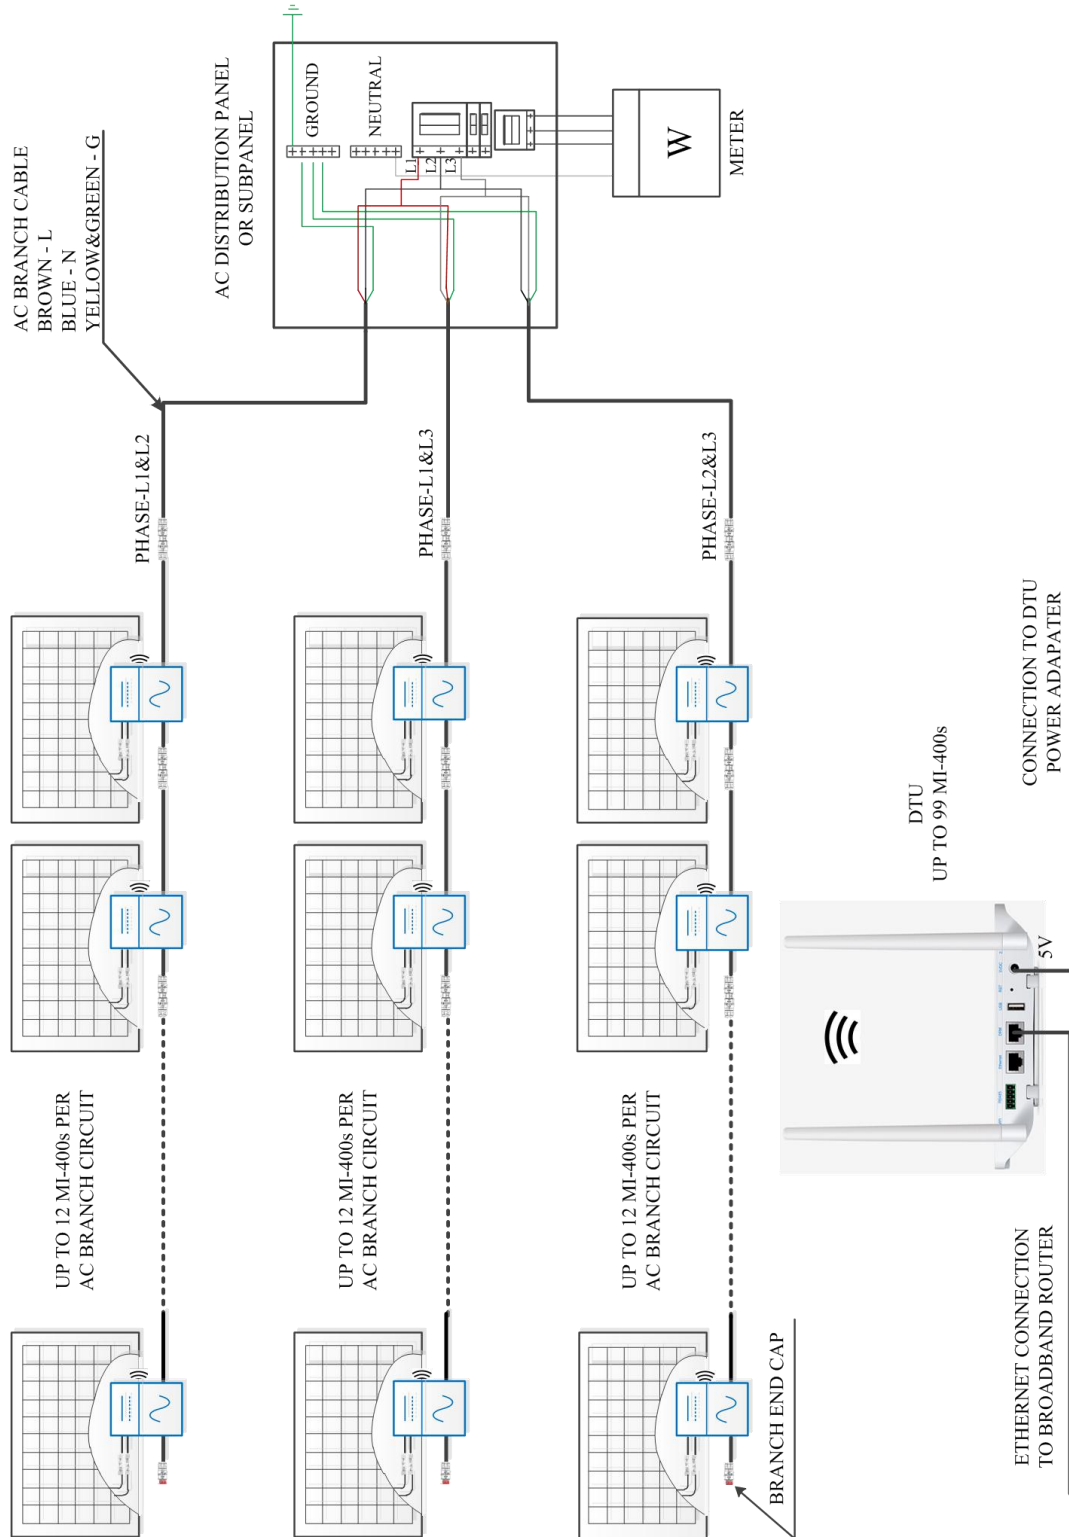 AC BRANCH CABLE
BROWN - L
BLUE - N
YELLOW&GREEN - G
AC DISTRIBUTION PANEL
OR SUBPANEL
GROUND
NEUTRAL
L1
L2
L3
W
METER
PHASE-L1&L2
PHASE-L1&L3
PHASE-L2&L3
UP TO 12 MI-400s PER
AC BRANCH CIRCUIT
UP TO 12 MI-400s PER
AC BRANCH CIRCUIT
UP TO 12 MI-400s PER
AC BRANCH CIRCUIT
BRANCH END CAP
DTU
UP TO 99 MI-400s
5V
CONNECTION TO DTU
POWER ADAPATER
ETHERNET CONNECTION
TO BROADBAND ROUTER